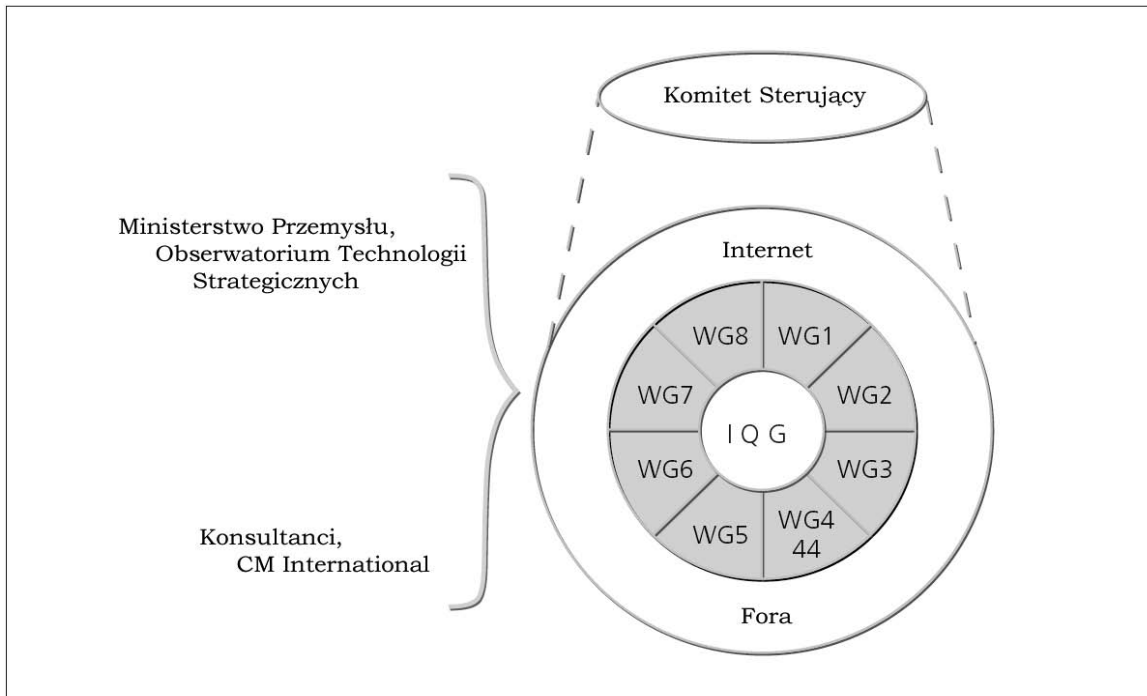 Komitet Sterujący
Ministerstwo Przemysłu,
Obserwatorium Technologii
Strategicznych
Konsultanci,
CM International
Internet
WG8
WG1
WG7
WG2
I Q G
WG6
WG3
WG5
WG4
44
Fora